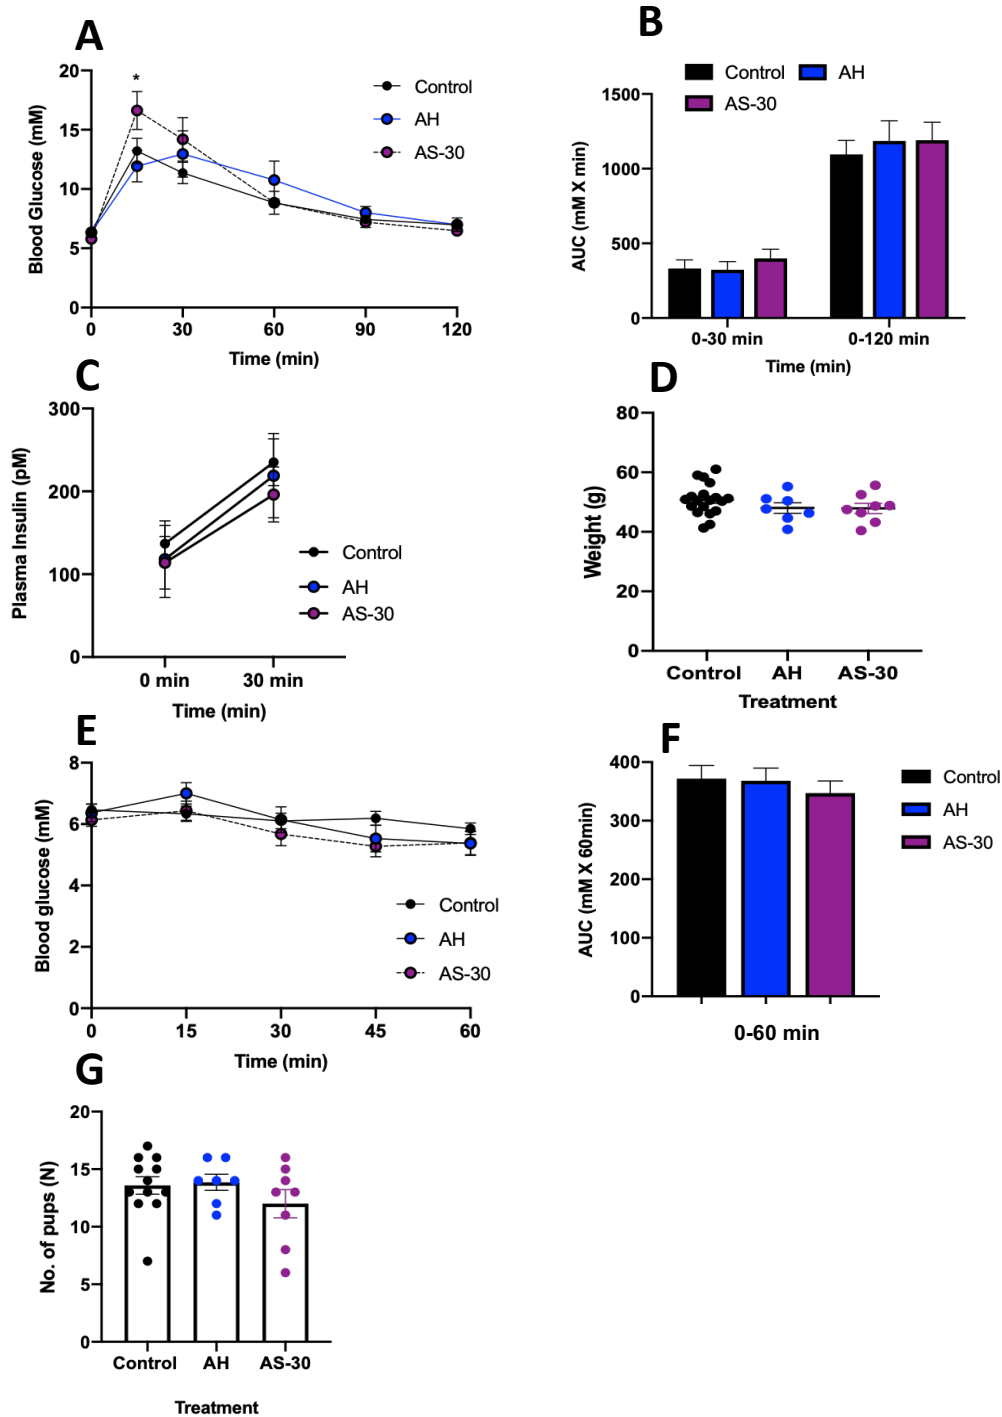 A
20
15
10
5
0
Blood Glucose (mM)
*
Control
AH
AS-30
0 30 60 90 120
Time (min)
B
Control AH
AS-30
1500
1000
500
0
AUC (mM X min)
0-30 min 0-120 min
Time (min)
C
300
200
100
0
Plasma Insulin (pM)
Control
AH
AS-30
0 min 30 min
Time (min)
D
80
60
40
20
0
Weight (g)
Control AH AS-30
Treatment
E
8
6
4
2
0
Blood glucose (mM)
Control
AH
AS-30
0 15 30 45 60
Time (min)
F
400
300
200
100
0
AUC (mM X 60min)
Control
AH
AS-30
0-60 min
G
20
15
10
5
0
No. of pups (N)
Control AH AS-30
Treatment